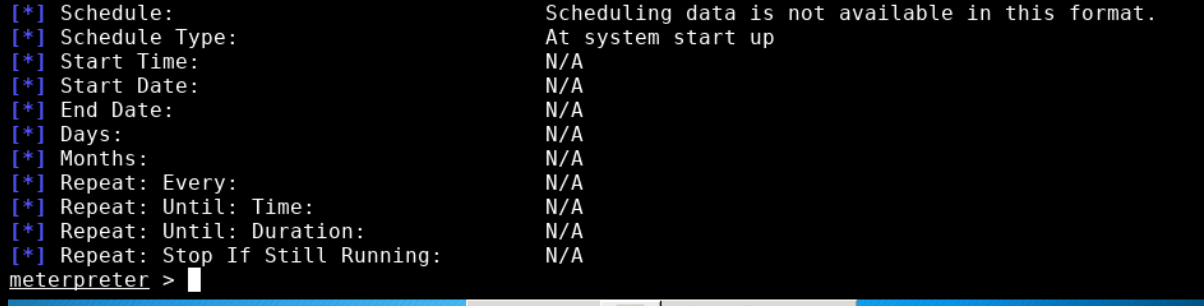 [*] Schedule: Scheduling data is not available in this format.
[*] Schedule Type: At system start up
[*] Start Time: N/A
[*] Start Date: N/A
[*] End Date: N/A
[*] Days: N/A
[*] Months: N/A
[*] Repeat: Every: N/A
[*] Repeat: Until: Time: N/A
[*] Repeat: Until: Duration: N/A
[*] Repeat: Stop If Still Running: N/A
meterpreter >